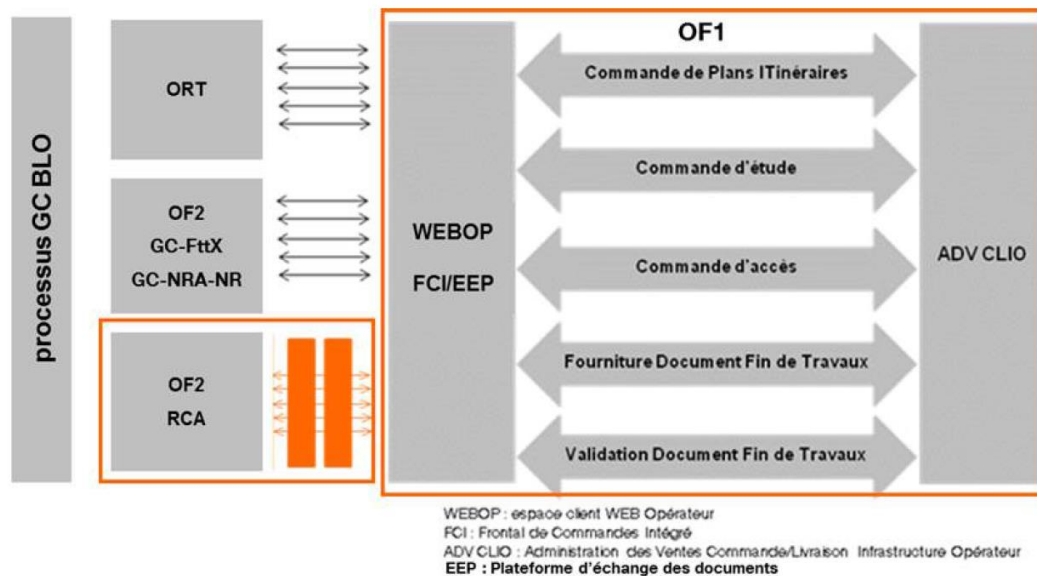 processus GC BLO
ORT
OF2
GC-FttX
GC-NRA-NR
OF2
RCA
WEBOP
FCI/EEP
OF1
Commande de Plans ITinéraires
Commande d'étude
Commande d'accès
Fourniture Document Fin de Travaux
Validation Document Fin de Travaux
ADV CLIO
WEBOP : espace client WEB Opérateur
FCI : Frontal de Commandes Intégré
ADV CLIO : Administration des Ventes Commande/Livraison Infrastructure Opérateur
EEP : Plateforme d'échange des documents